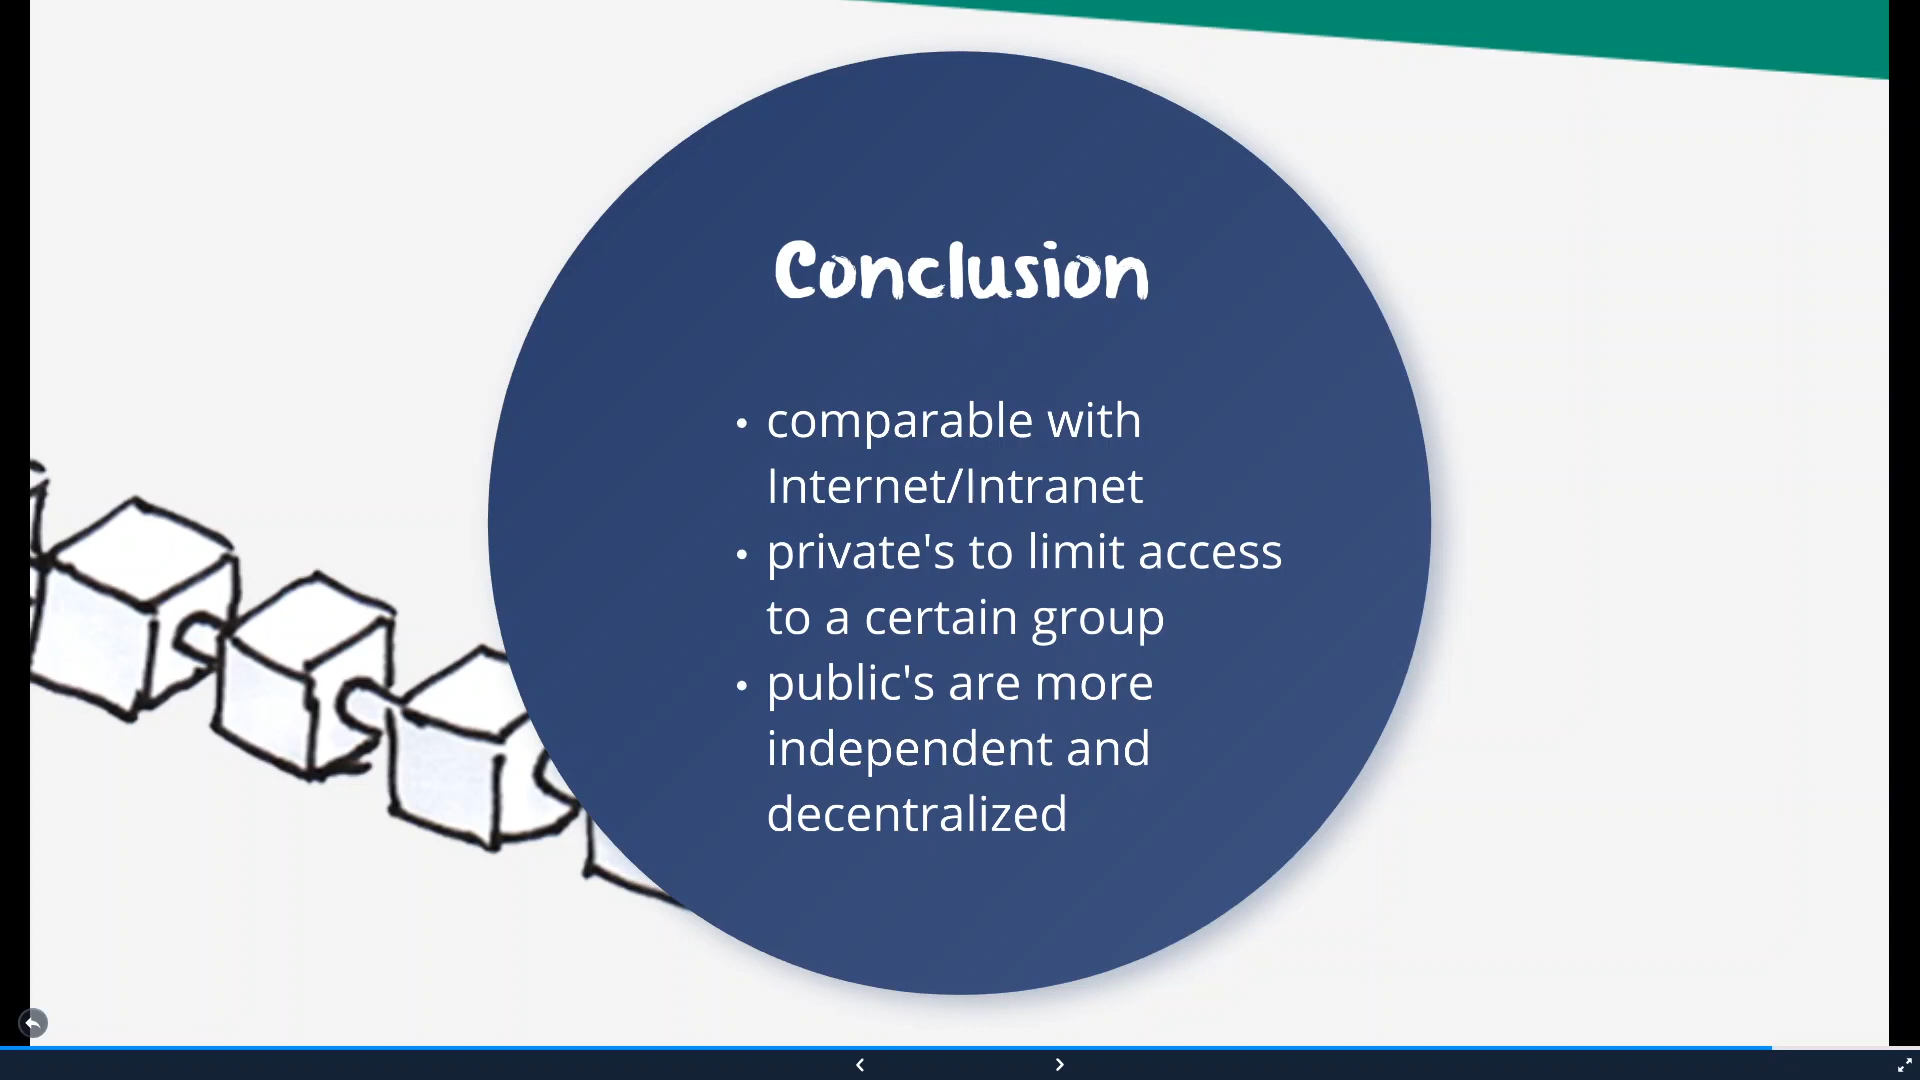 Conclusion
• comparable with
Internet/Intranet
• private's to limit access
to a certain group
• public's are more
independent and
decentralized